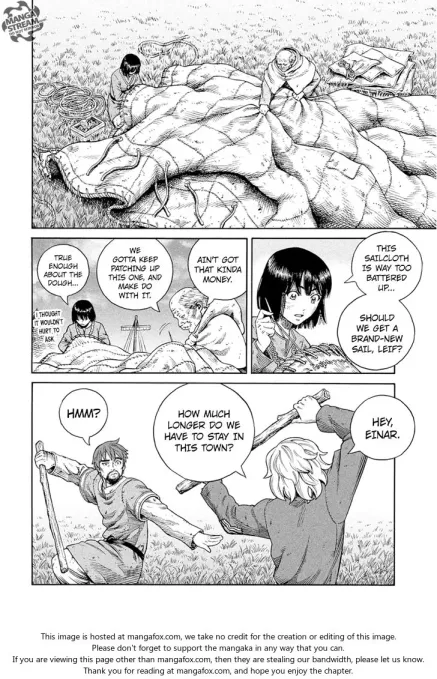 MANGA
STREAM
.COM
THIS
SAILCLOTH
IS WAY TOO
BATTERED
UP...
SHOULD
WE GET A
BRAND-NEW
SAIL, LEIF?
AIN'T GOT
THAT KINDA
MONEY.
WE
GOTTA KEEP
PATCHING UP
THIS ONE, AND
MAKE DO
WITH IT.
TRUE
ENOUGH
ABOUT THE
DOUGH...
I THOUGHT
IT WOULDN'T
HURT TO
ASK
HEY,
EINAR.
HOW MUCH
LONGER DO WE
HAVE TO STAY IN
THIS TOWN?
HMM?
This image is hosted at mangafox.com, we take no credit for the creation or editing of this image.
Please don't forget to support the mangaka in any way that you can.
If you are viewing this page other than mangafox.com, then they are stealing our bandwidth, please let us know.
Thank you for reading at mangafox.com, and hope you enjoy the chapter.